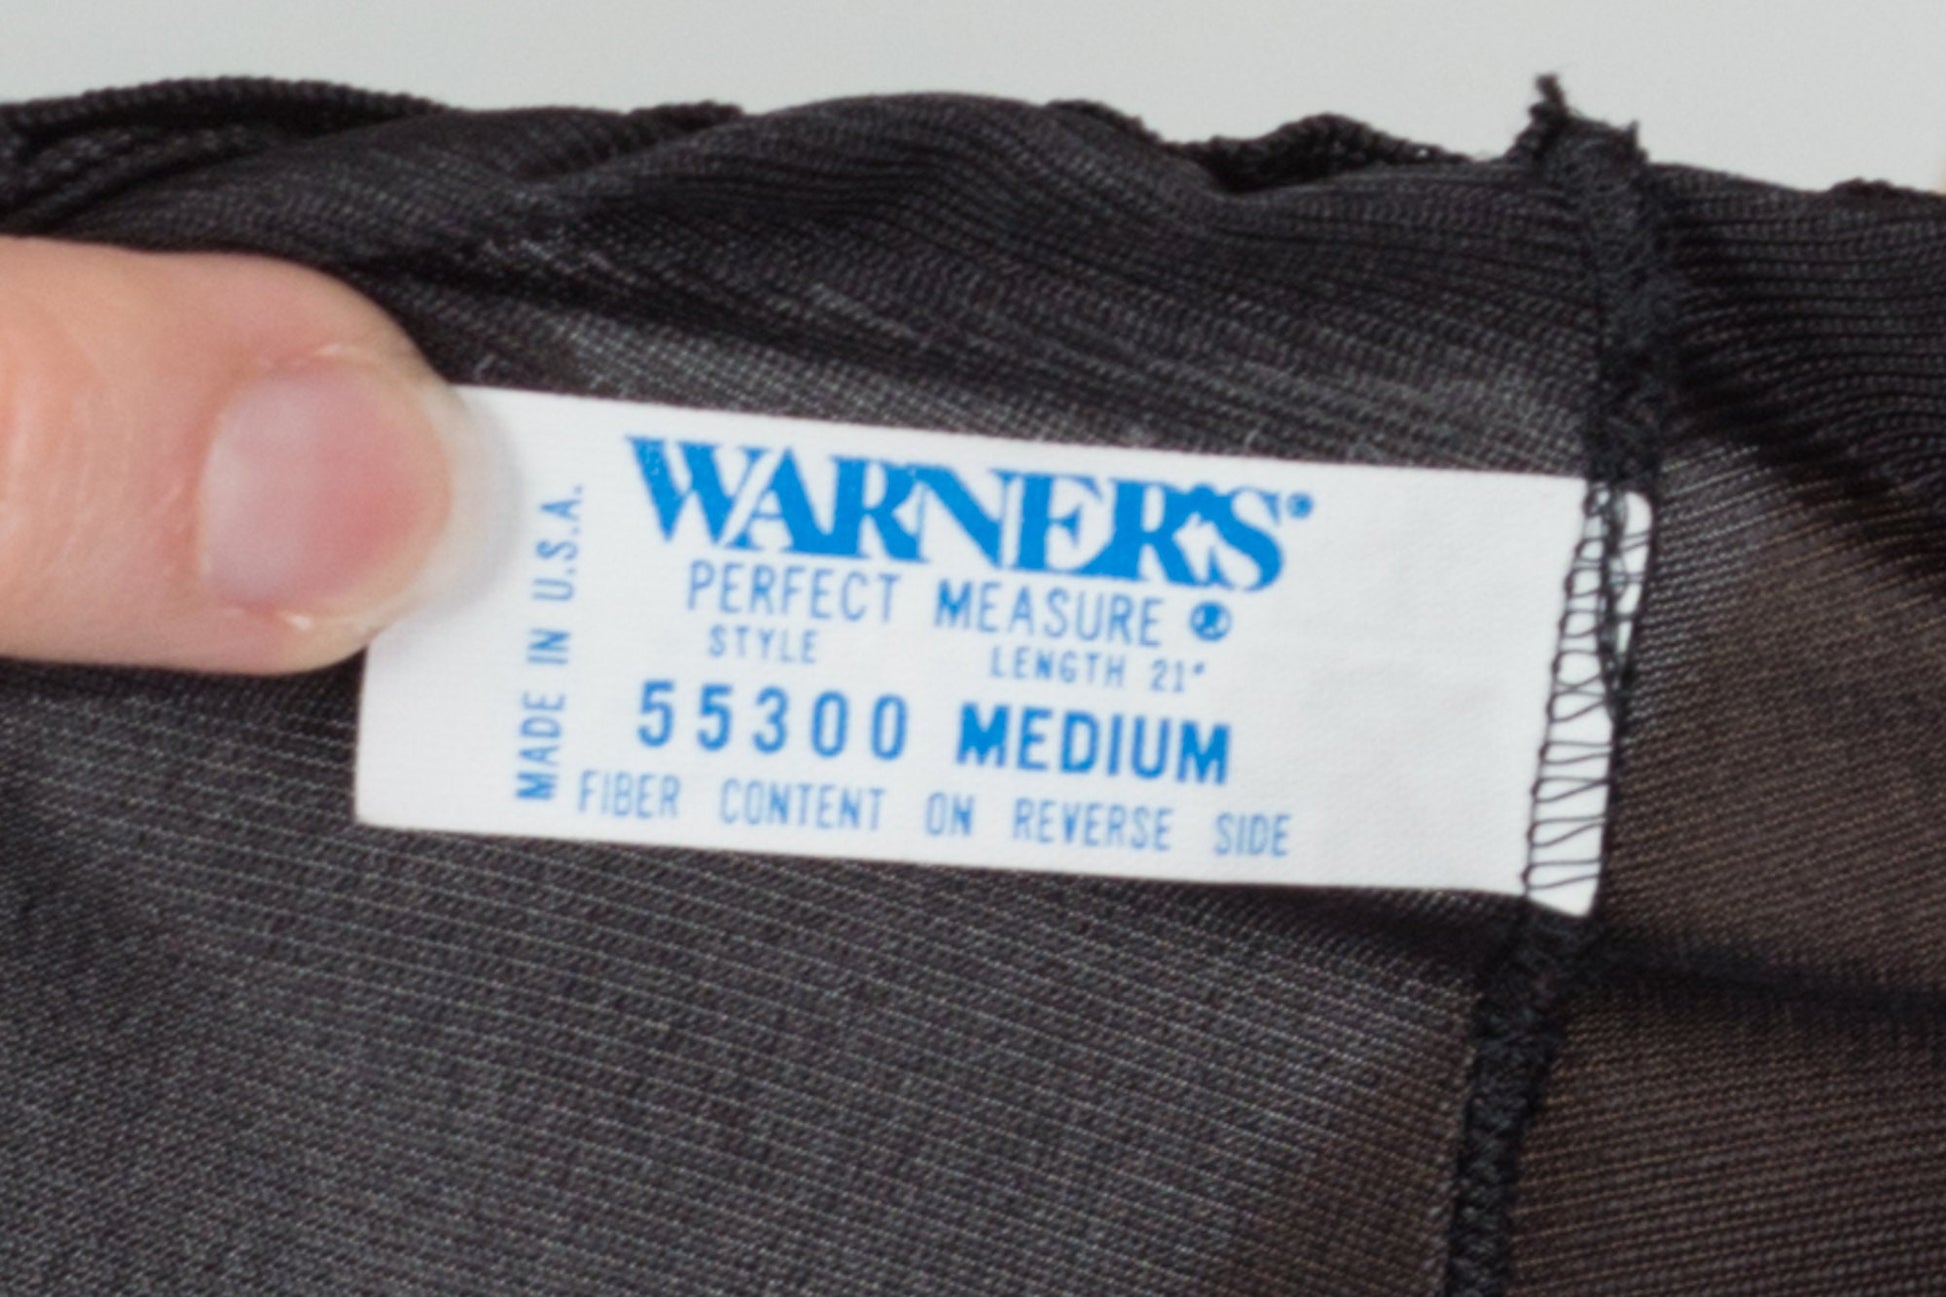 WARNER'S®
PERFECT MEASURE
STYLE LENGTH 21"
55300 MEDIUM
FIBER CONTENT ON REVERSE SIDE
MADE IN U.S.A.